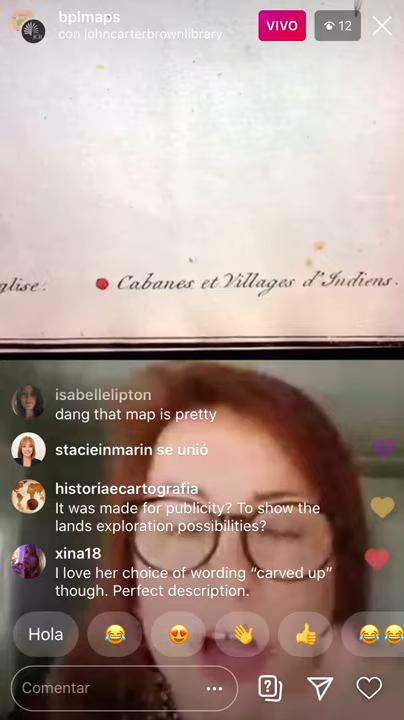 bplmaps
con johncarterbrownlibrary
VIVO
12
glise.
Cabanes et Villages d'Indiens.
isabellelipton
dang that map is pretty
stacieinmarin se unió
historiaecartografia
It was made for publicity? To show the
lands exploration possibilities?
xina18
I love her choice of wording “carved up”
though. Perfect description.
Hola
Comentar